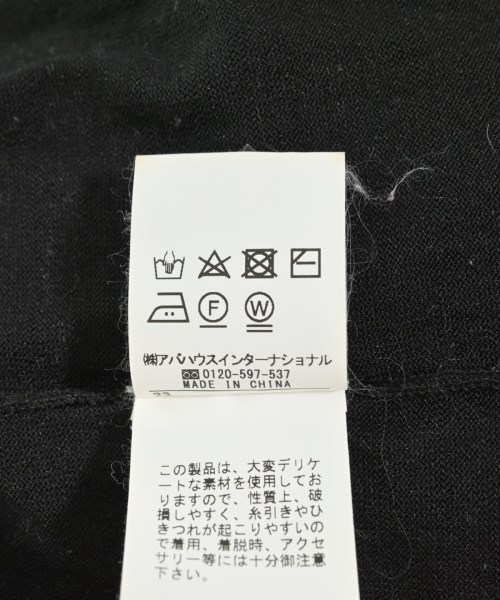 F W
㈱アバハウスインターナショナル
0120-597-537
MADE IN CHINA
この製品は、大変デリケ
ートな素材を使用してお
りますので、性質上、破
損しやすく、糸引きやひ
きつれが起こりやすいの
で着用、着脱時、アクセ
サリー等には十分御注意
下さい。